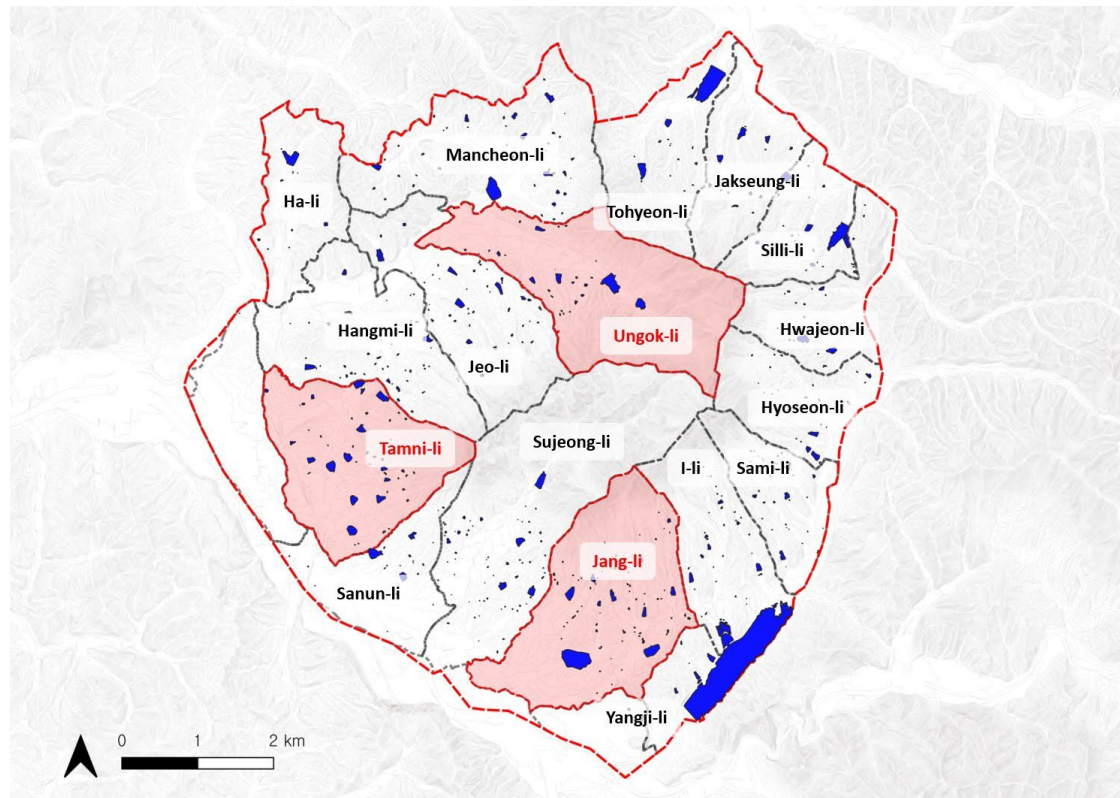 Mancheon-li
Jakseung-li
Ha-li
Tohyeon-li
Silli-li
Hangmi-li
Ungok-li
Hwajeon-li
Jeo-li
Hyoseon-li
Tamni-li
Sujeong-li
I-li
Sami-li
Jang-li
Sanun-li
Yangji-li
0 1 2 km